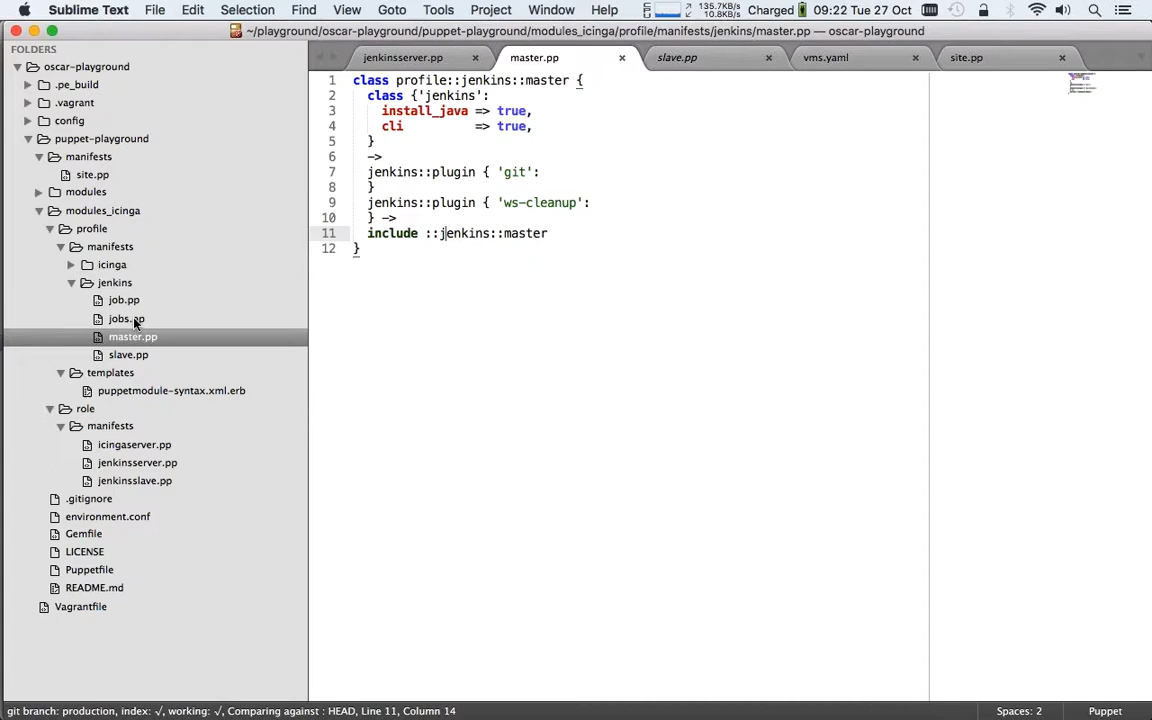 Sublime Text File Edit Selection Find View Goto Tools Project Window Help 135.7KB/s 10.8KB/s Charged 09:22 Tue 27 Oct
~/playground/oscar-playground/puppet-playground/modules_icinga/profile/manifests/jenkins/master.pp — oscar-playground
FOLDERS
oscar-playground
.pe_build
.vagrant
config
puppet-playground
manifests
site.pp
modules
modules_icinga
profile
manifests
icinga
jenkins
job.pp
jobs.pp
master.pp
slave.pp
templates
puppetmodule-syntax.xml.erb
role
manifests
icingaserver.pp
jenkinsserver.pp
jenkinsslave.pp
.gitignore
environment.conf
Gemfile
LICENSE
Puppetfile
README.md
Vagrantfile
jenkinsserver.pp × master.pp × slave.pp × vms.yaml × site.pp ×
1 class profile::jenkins::master {
2 class {'jenkins':
3 install_java => true,
4 cli => true,
5 }
6 ->
7 jenkins::plugin { 'git':
8 }
9 jenkins::plugin { 'ws-cleanup':
10 } ->
11 include ::jenkins::master
12 }
git branch: production, index: √, working: √, Comparing against : HEAD, Line 11, Column 14 Spaces: 2 Puppet